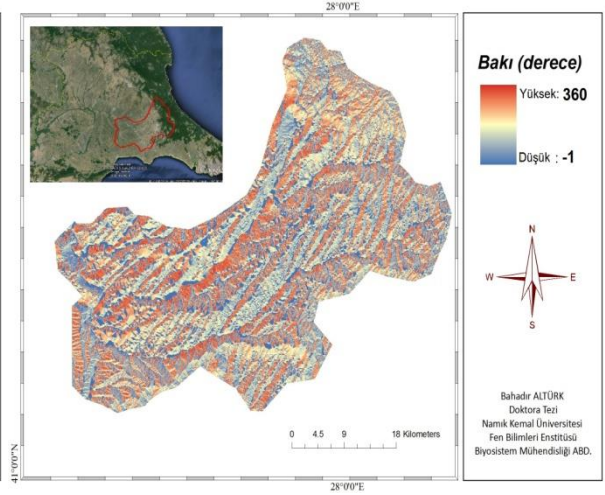 28°0'0"E
Bakı (derece)
Yüksek: 360
Düşük : -1
N
W E
S
Bahadır ALTÜRK
Doktora Tezi
Namık Kemal Üniversitesi
Fen Bilimleri Enstitüsü
Biyosistem Mühendisliği ABD.
0 4.5 9 18 Kilometers
41°0'0"N
28°0'0"E